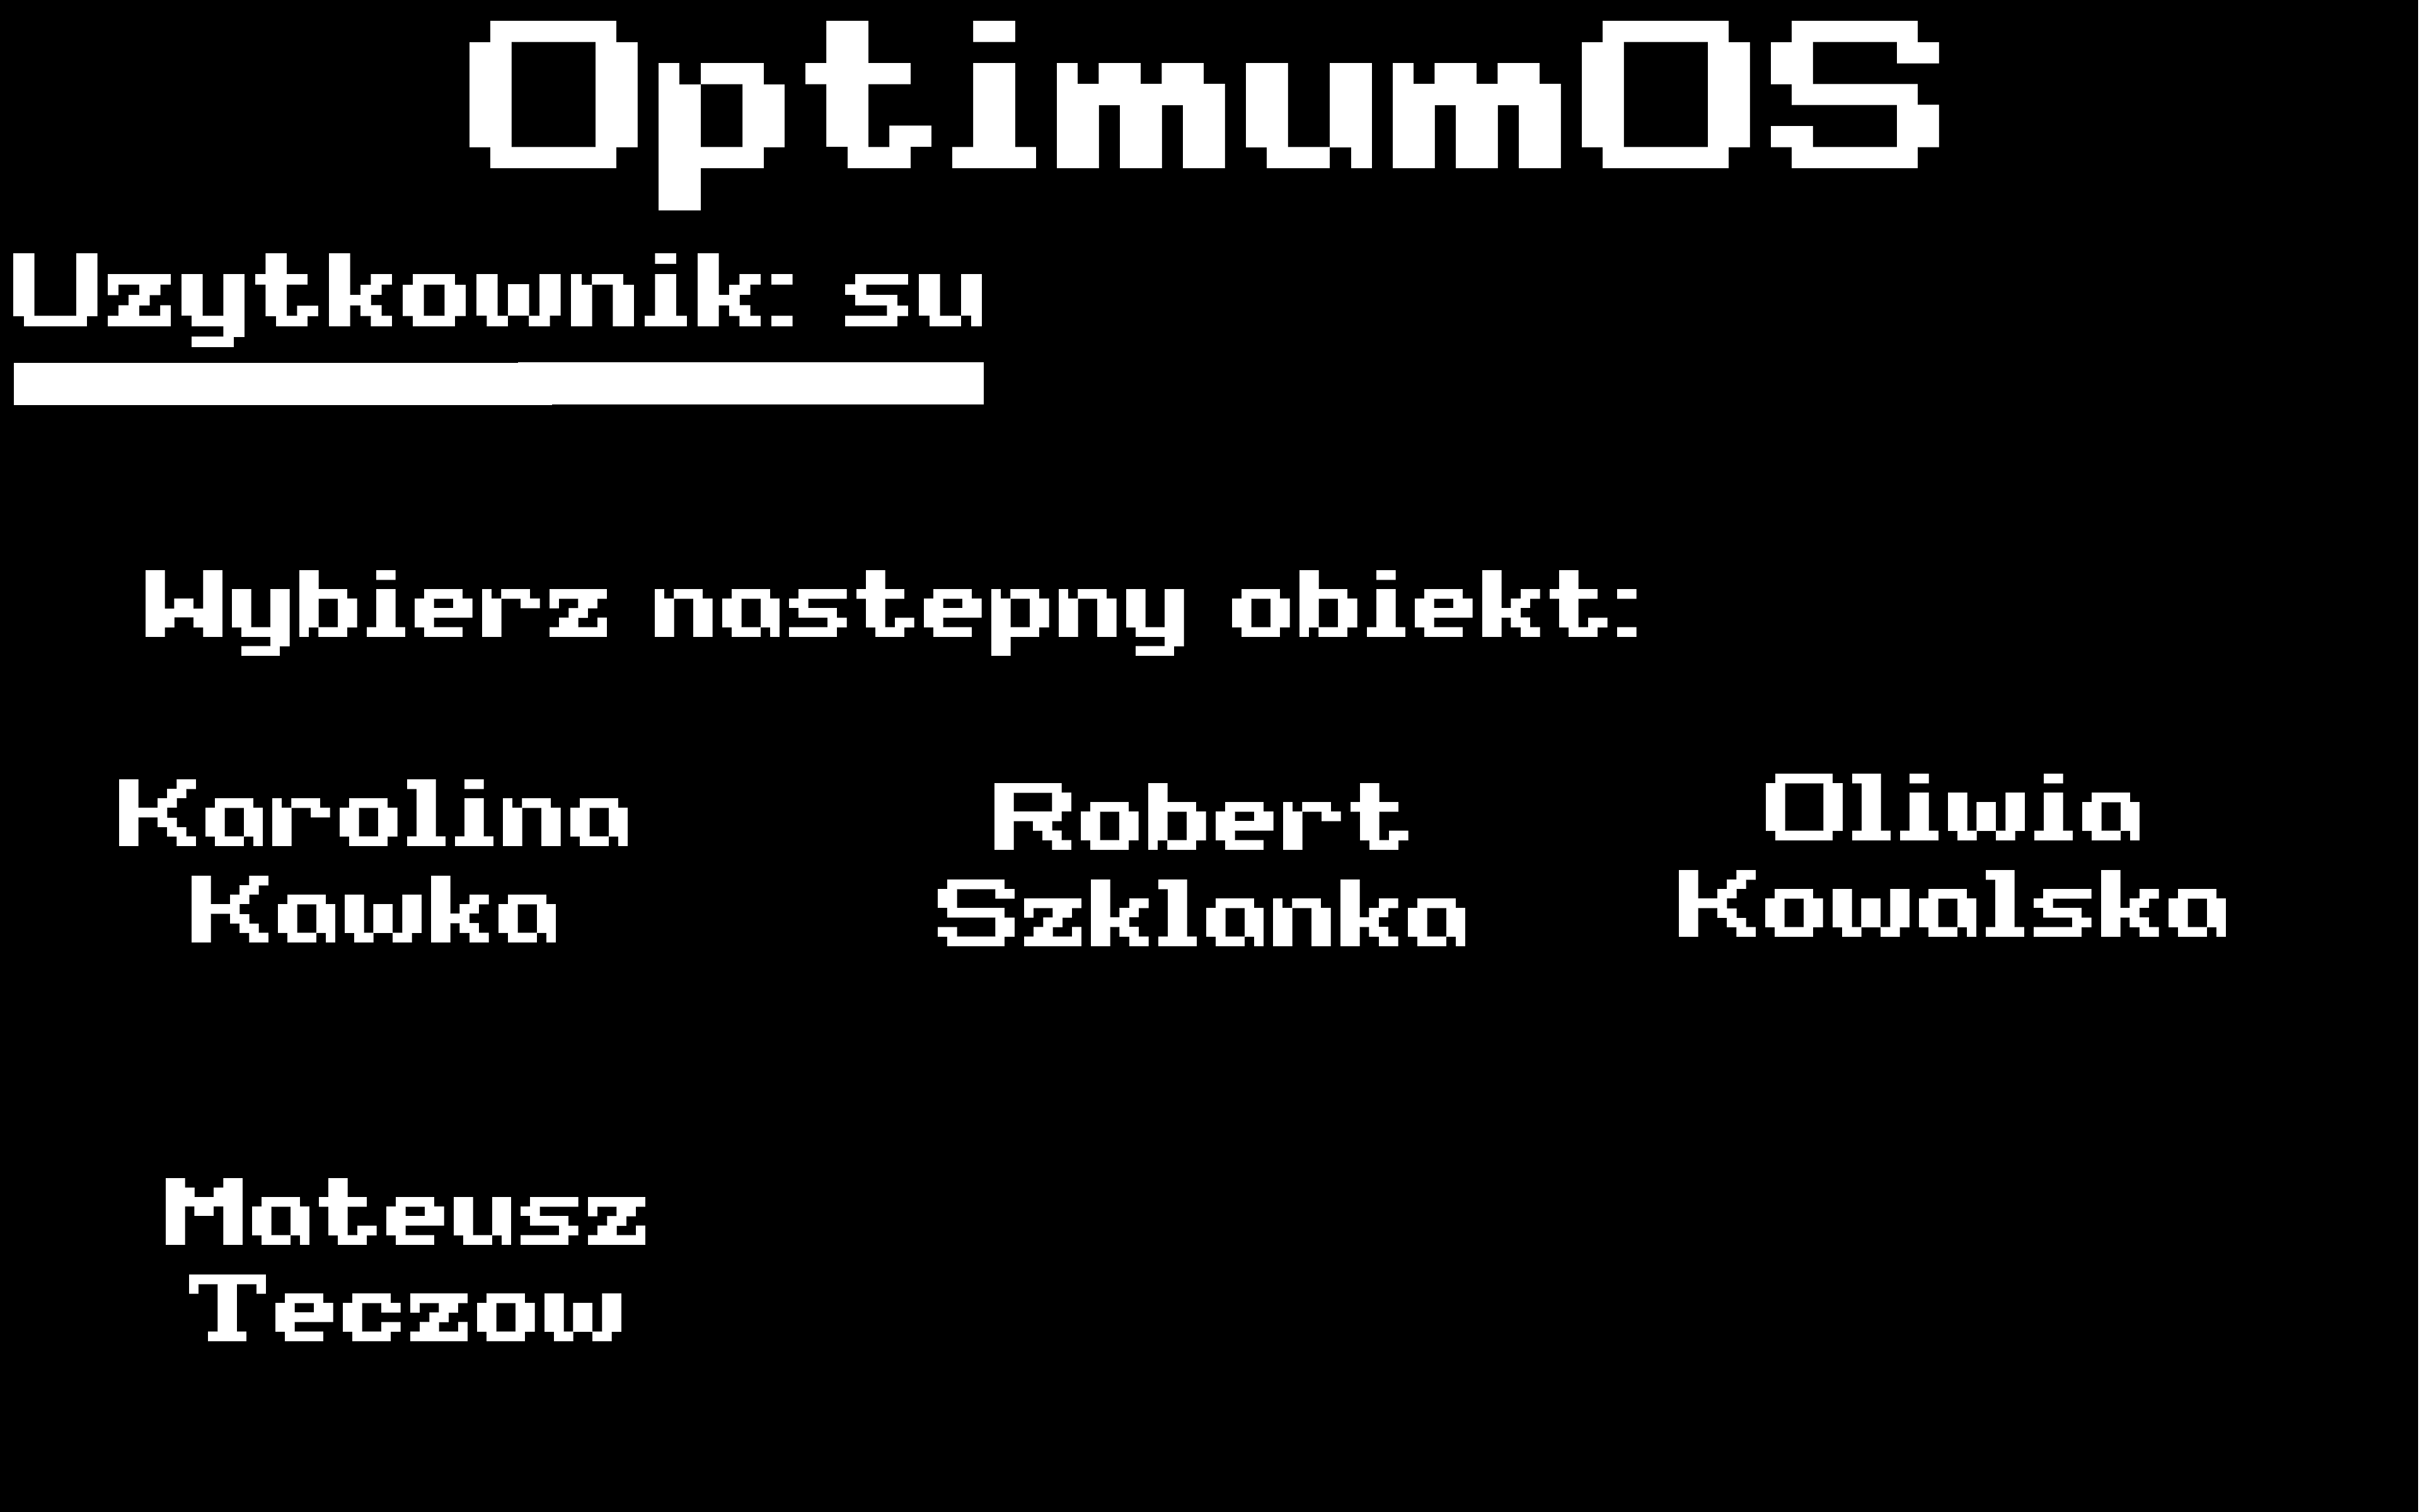 OptimumOS
Uzytkownik: su
Wybierz nastepny obiekt:
Karolina
Kawka
Robert
Szklanka
Oliwia
Kowalska
Mateusz
Teczow